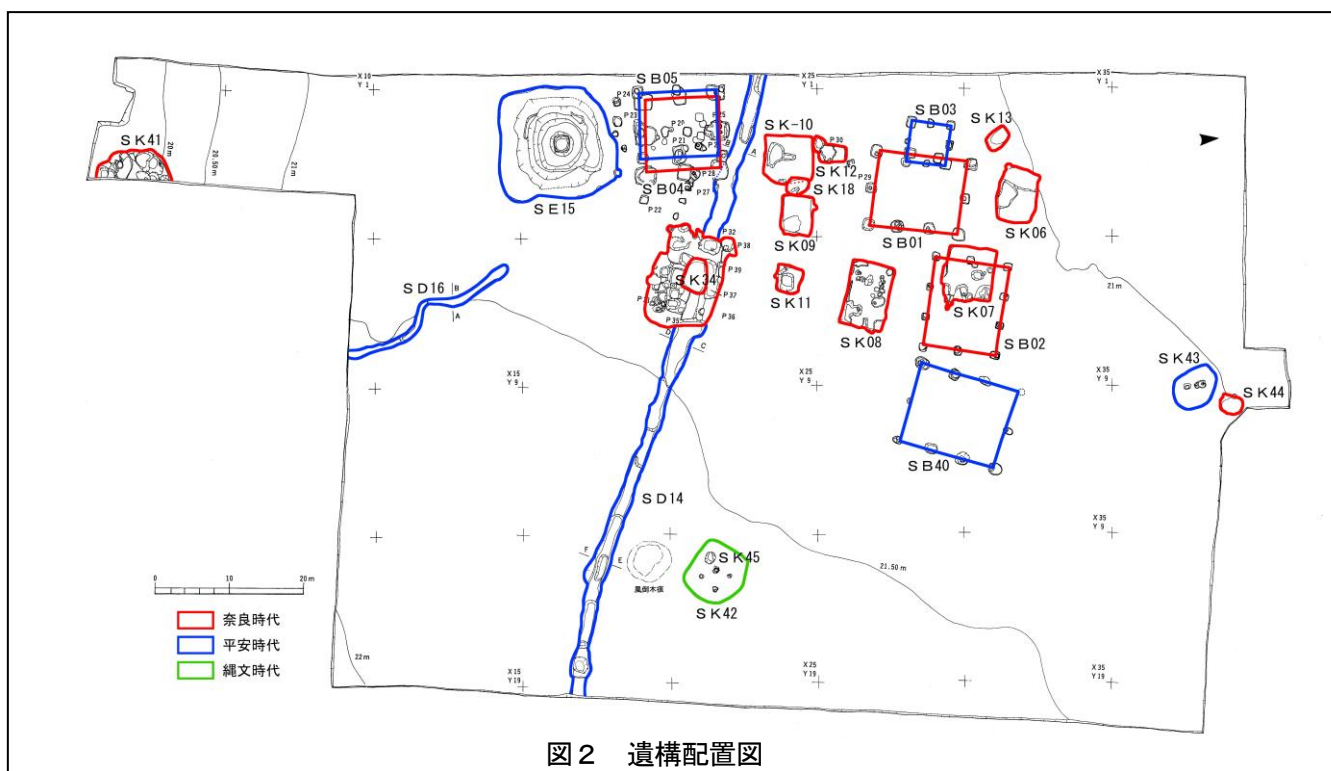 X10
Y1
X25
Y1
X35
Y1
SB05
SB03
SK13
SK-10
SK41
20m
20.50m
21m
P24
P23
P20
P25
P21
P30
SK12
SK18
P29
P28
P27
A
SB04
P22
SE15
SK09
SB01
SK06
P32
P38
SD16
B
A
SK34
P39
P37
P35
P36
SK11
SK08
SK07
SB02
21m
D
C
SK43
SK44
X15
Y9
X25
Y9
X35
Y9
SB40
SD14
X35
Y9
F
E
SK45
風倒木痕
SK42
21.50m
0 10 20m
奈良時代
平安時代
縄文時代
22m
X15
Y19
X25
Y19
X35
Y19
図2 遺構配置図